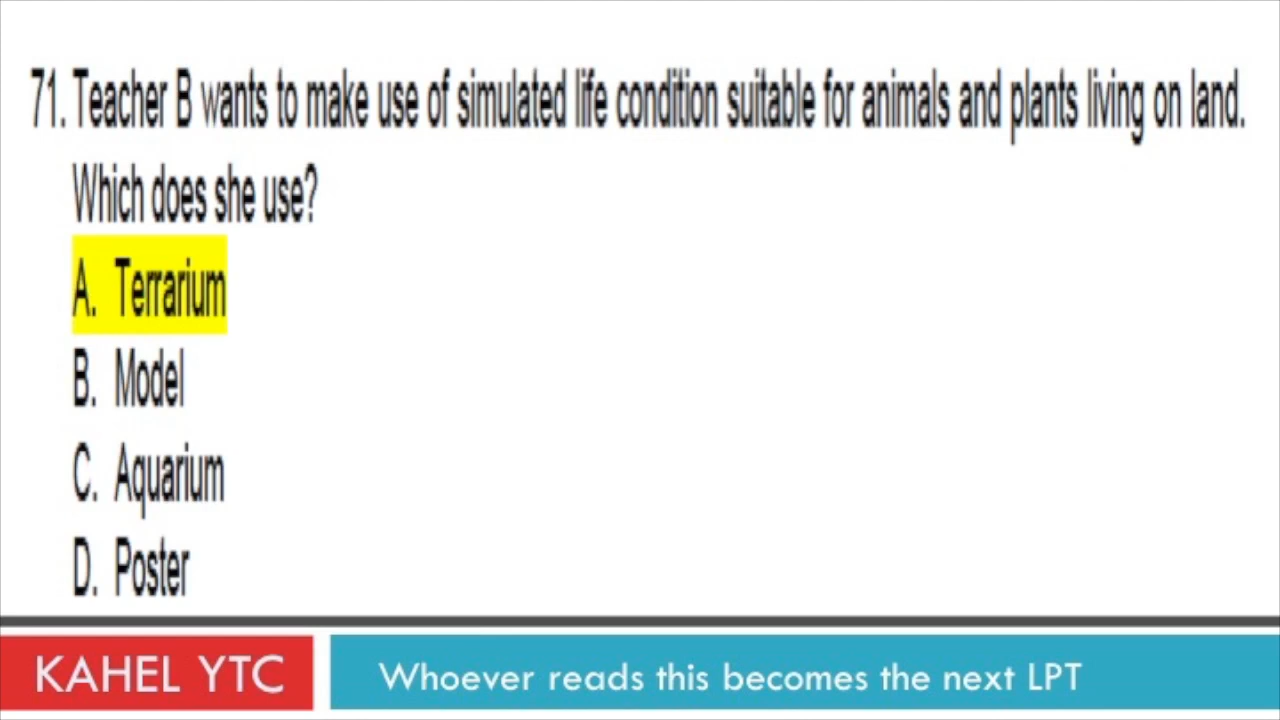 71. Teacher B wants to make use of simulated life condition suitable for animals and plants living on land.
Which does she use?
A. Terrarium
B. Model
C. Aquarium
D. Poster
KAHEL YTC
Whoever reads this becomes the next LPT